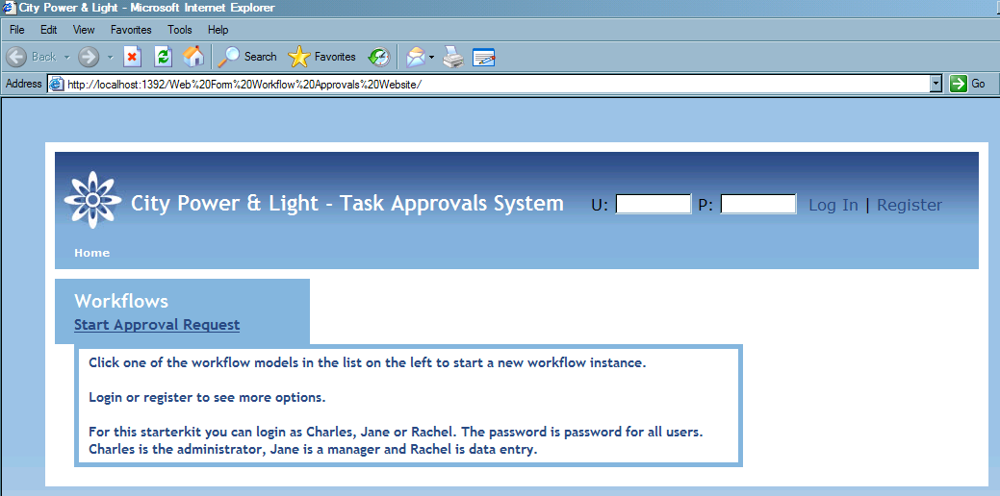 City Power & Light - Microsoft Internet Explorer
File Edit View Favorites Tools Help
Back Search Favorites
Address http://localhost:1392/Web%20Form%20Workflow%20Approvals%20Website/ Go
City Power & Light - Task Approvals System U: P: Log In | Register
Home
Workflows
Start Approval Request
Click one of the workflow models in the list on the left to start a new workflow instance.
Login or register to see more options.
For this starterkit you can login as Charles, Jane or Rachel. The password is password for all users.
Charles is the administrator, Jane is a manager and Rachel is data entry.